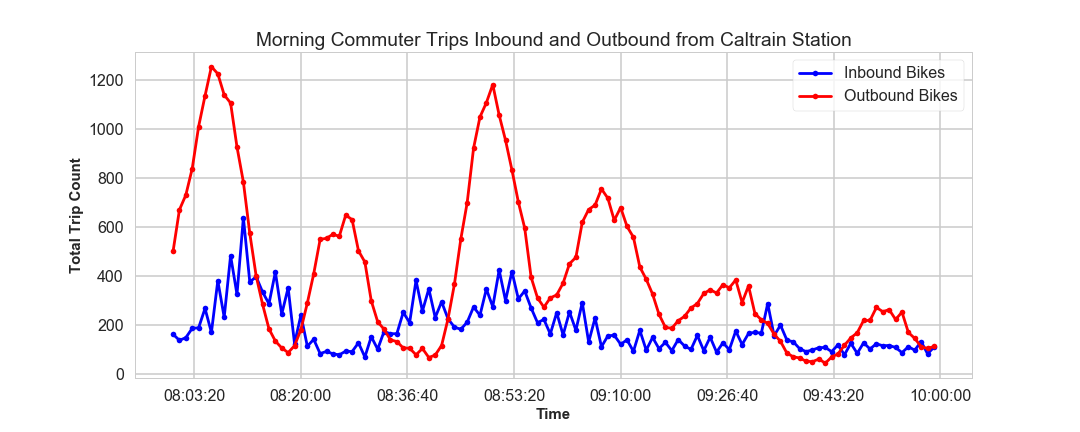 Morning Commuter Trips Inbound and Outbound from Caltrain Station
Inbound Bikes
Outbound Bikes
Total Trip Count
1200
1000
800
600
400
200
0
08:03:20 08:20:00 08:36:40 08:53:20 09:10:00 09:26:40 09:43:20 10:00:00
Time